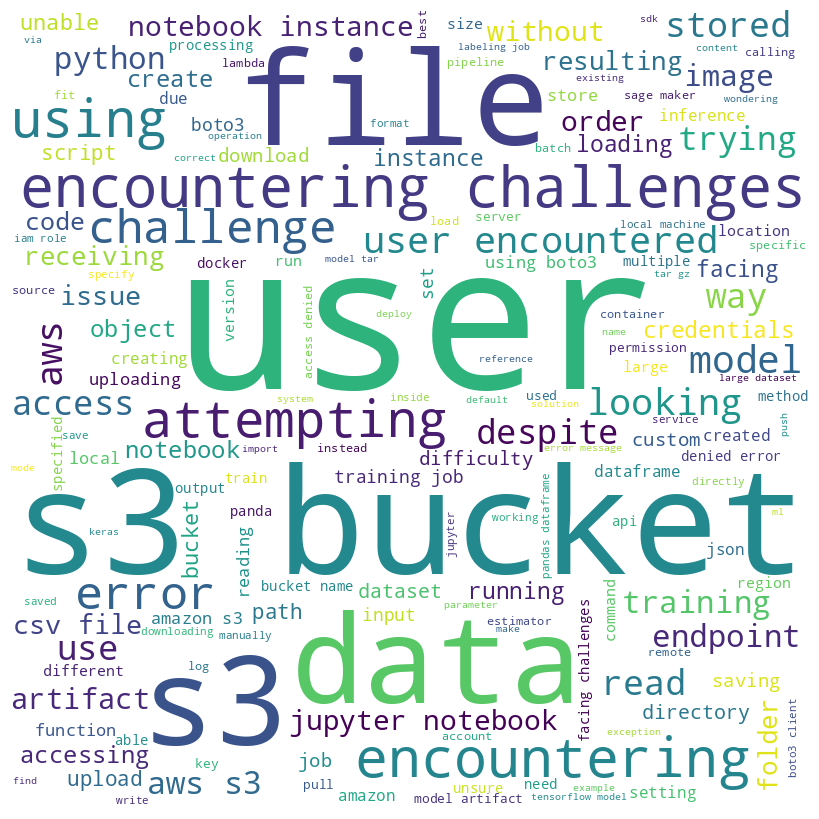 unable
notebook instance
best
size
without
sdk
stored
via
python
processing
labeling job
content
calling
create
lambda
file
pipeline
resulting
image
existing
sage maker
wondering
fit
due
using
boto3
format
store
order
inference
operation
script
correct
download
instance
batch
loading
trying
encountering challenges
code
challenge
load
server
local machine
location
iam role
user encountered
specific
receiving
docker
run
model tar
using boto3
multiple
tar gz
facing
specify
set
source
issue
version
access denied
user
container
way
name
deploy
credentials
aws
object
permission
creating
reference
model
uploading
large
large dataset
access
system
inside
default
used
solution
looking
method
attempting
despite
service
push
save
specified
notebook
import
instead
error message
custom
created
local
difficulty
denied error
mode
train
training job
dataframe
directly
s3 bucket
output
panda
keras
bucket
reading
jupyter
working
pandas dataframe
api
ml
json
error
bucket name
dataset
running
region
saved
amazon s3
path
input
parameter
command
training
csv file
downloading
manually
data
estimator
make
facing challenges
endpoint
use
s3
remote
different
log
read
saving
artifact
jupyter notebook
directory
folder
boto3 client
function
able
account
encountering
exception
accessing
key
job
upload
aws s3
pull
unsure
need
example
setting
find
write
amazon
model artifact
tensorflow model